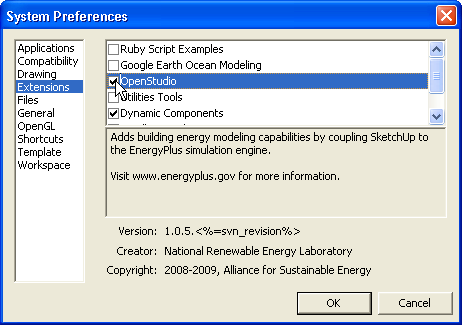 System Preferences
Applications
Compatibility
Drawing
Extensions
Files
General
OpenGL
Shortcuts
Template
Workspace
Ruby Script Examples
Google Earth Ocean Modeling
OpenStudio
Utilities Tools
Dynamic Components
Adds building energy modeling capabilities by coupling SketchUp to
the EnergyPlus simulation engine.
Visit www.energyplus.gov for more information.
Version: 1.0.5.<%=svn_revision%>
Creator: National Renewable Energy Laboratory
Copyright: 2008-2009, Alliance for Sustainable Energy
OK
Cancel